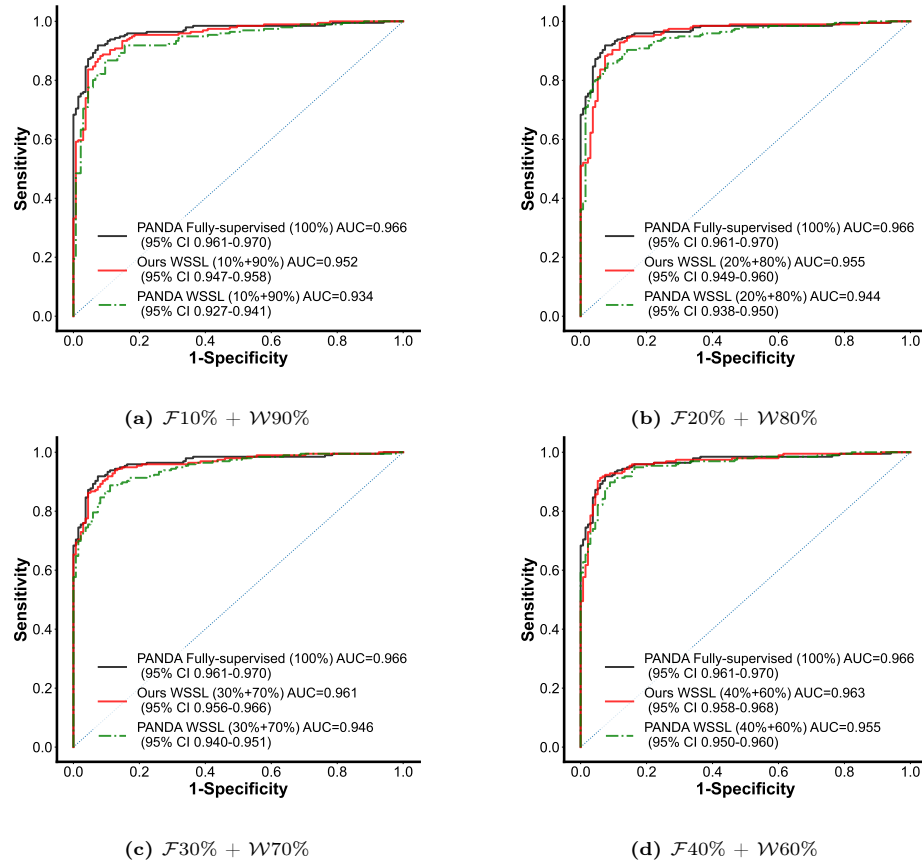 1.0
0.8
0.6
0.4
0.2
0.0
Sensitivity
PANDA Fully-supervised (100%) AUC=0.966
(95% CI 0.961-0.970)
Ours WSSL (10%+90%) AUC=0.952
(95% CI 0.947-0.958)
PANDA WSSL (10%+90%) AUC=0.934
(95% CI 0.927-0.941)
0.0 0.2 0.4 0.6 0.8 1.0
1-Specificity
(a) ℱ10% + 𝒲90%
1.0
0.8
0.6
0.4
0.2
0.0
Sensitivity
PANDA Fully-supervised (100%) AUC=0.966
(95% CI 0.961-0.970)
Ours WSSL (20%+80%) AUC=0.955
(95% CI 0.949-0.960)
PANDA WSSL (20%+80%) AUC=0.944
(95% CI 0.938-0.950)
0.0 0.2 0.4 0.6 0.8 1.0
1-Specificity
(b) ℱ20% + 𝒲80%
1.0
0.8
0.6
0.4
0.2
0.0
Sensitivity
PANDA Fully-supervised (100%) AUC=0.966
(95% CI 0.961-0.970)
Ours WSSL (30%+70%) AUC=0.961
(95% CI 0.956-0.966)
PANDA WSSL (30%+70%) AUC=0.946
(95% CI 0.940-0.951)
0.0 0.2 0.4 0.6 0.8 1.0
1-Specificity
(c) ℱ30% + 𝒲70%
1.0
0.8
0.6
0.4
0.2
0.0
Sensitivity
PANDA Fully-supervised (100%) AUC=0.966
(95% CI 0.961-0.970)
Ours WSSL (40%+60%) AUC=0.963
(95% CI 0.958-0.968)
PANDA WSSL (40%+60%) AUC=0.955
(95% CI 0.950-0.960)
0.0 0.2 0.4 0.6 0.8 1.0
1-Specificity
(d) ℱ40% + 𝒲60%